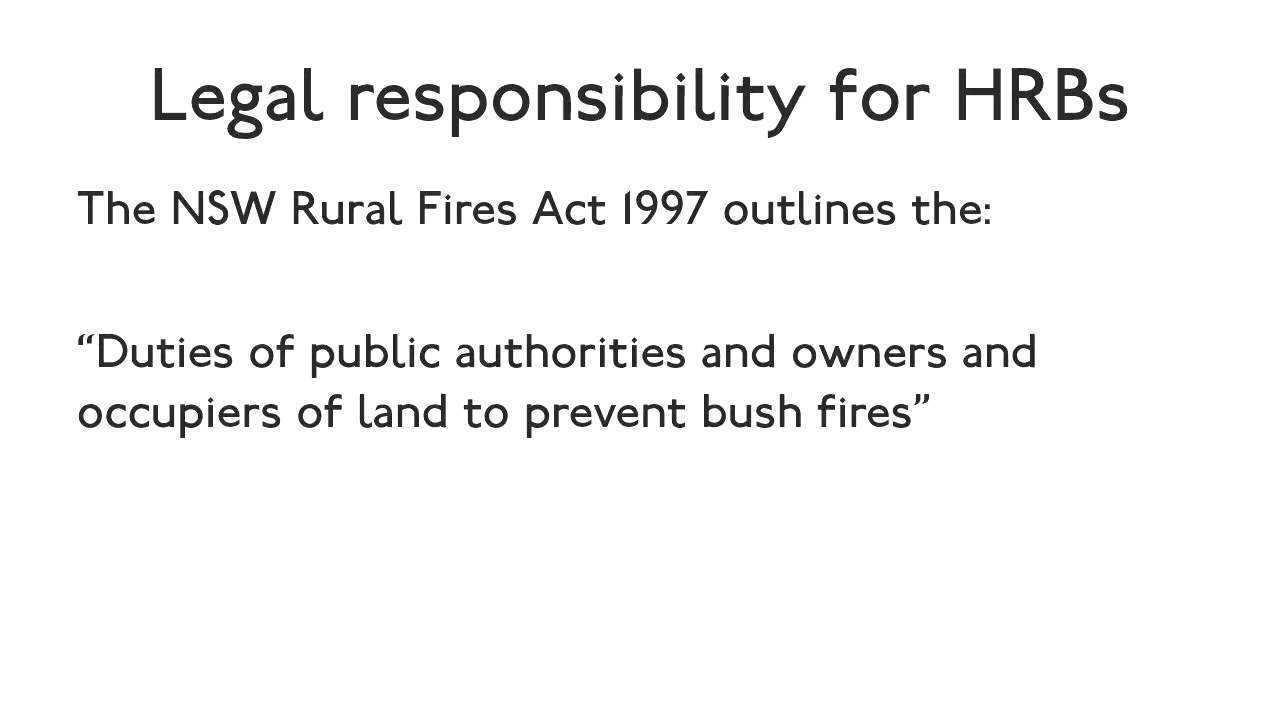 Legal responsibility for HRBs
The NSW Rural Fires Act 1997 outlines the:
“Duties of public authorities and owners and
occupiers of land to prevent bush fires”